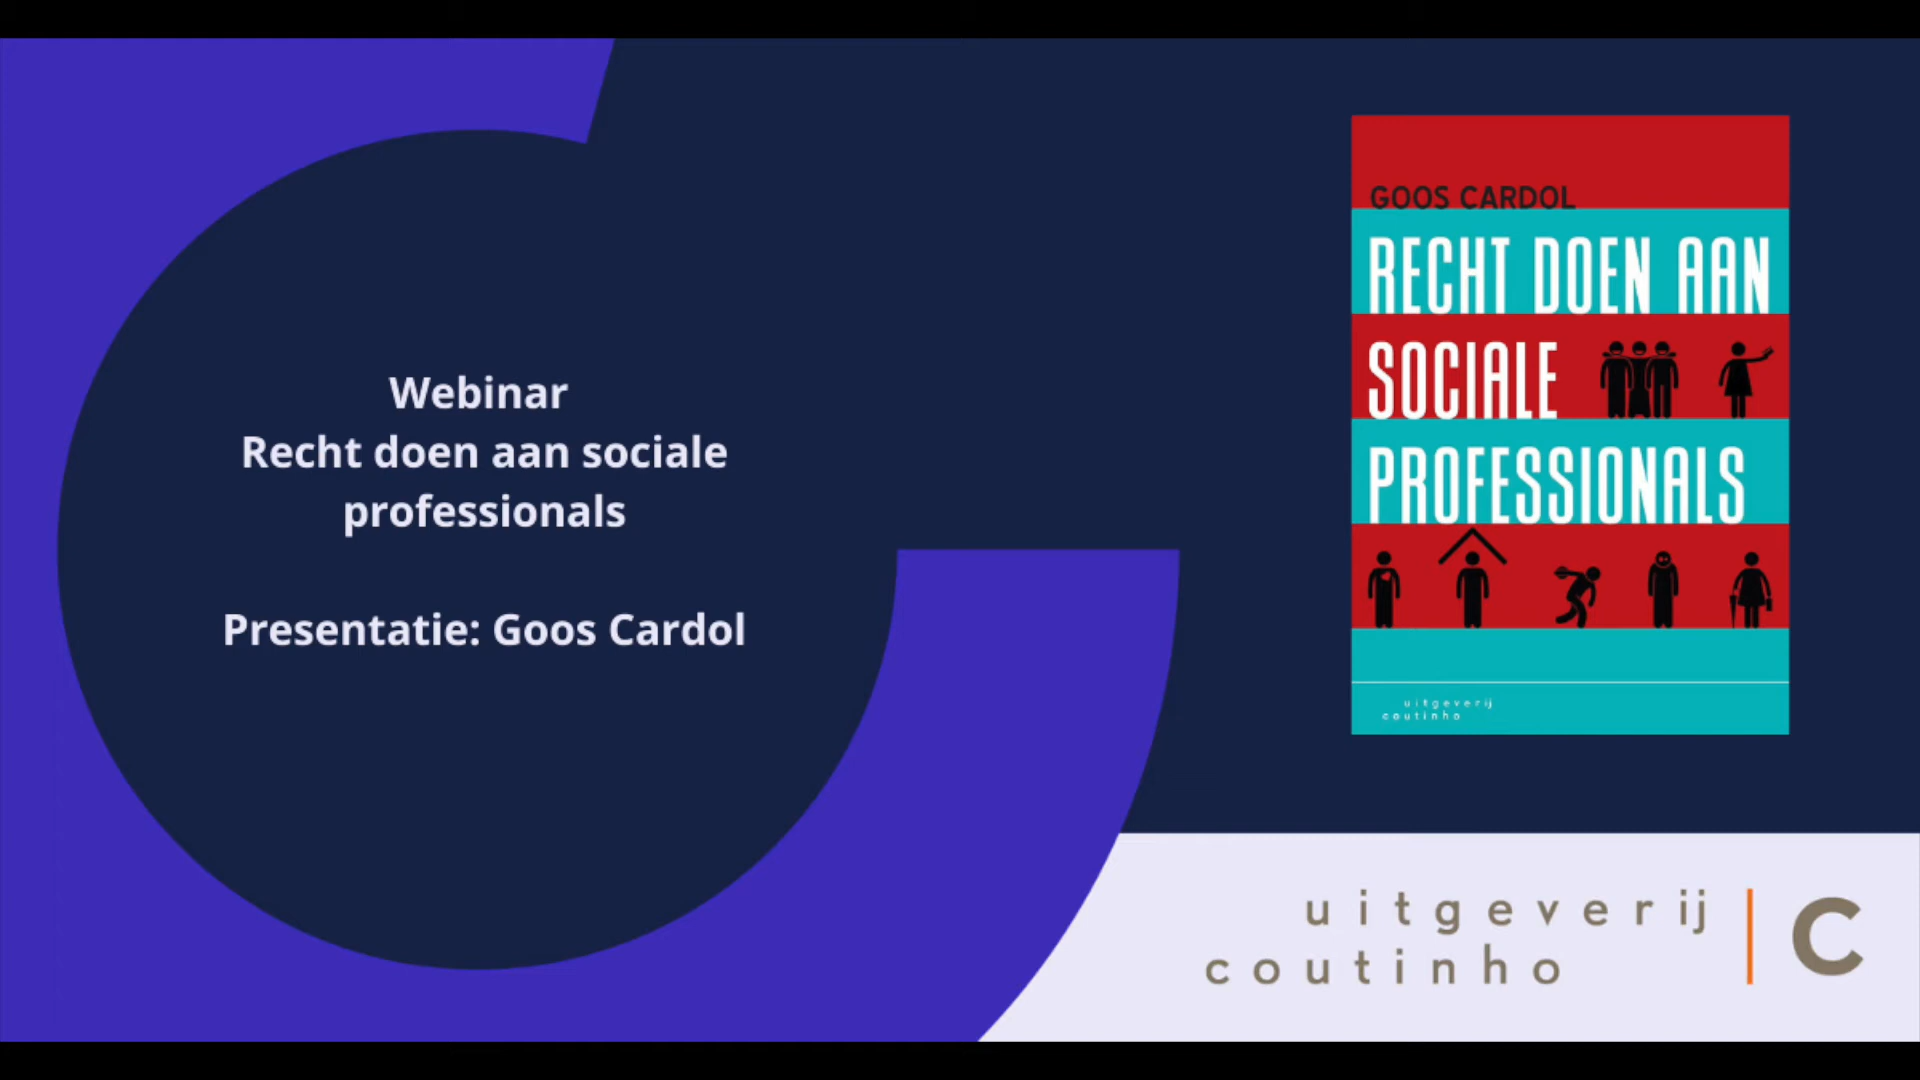 Webinar
Recht doen aan sociale
professionals
Presentatie: Goos Cardol
GOOS CARDOL
RECHT DOEN AAN
SOCIALE
PROFESSIONALS
uitgeverij
coutinho
uitgeverij
coutinho
C